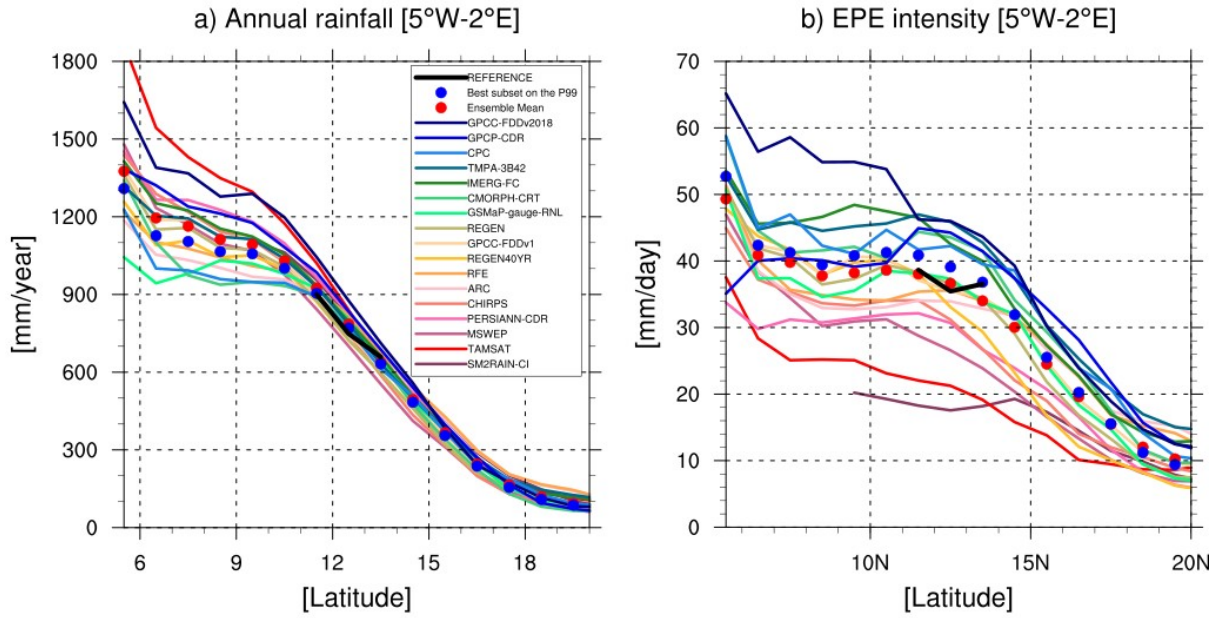 a) Annual rainfall [5°W-2°E]
1800
1500
1200
900
600
300
0
[mm/year]
6
9
12
15
18
[Latitude]
REFERENCE
Best subset on the P99
Ensemble Mean
GPCC-FDDv2018
GPCP-CDR
CPC
TMPA-3B42
IMERG-FC
CMORPH-CRT
GSMaP-gauge-RNL
REGEN
GPCC-FDDv1
REGEN40YR
RFE
ARC
CHIRPS
PERSIANN-CDR
MSWEP
TAMSAT
SM2RAIN-CI
b) EPE intensity [5°W-2°E]
70
60
50
40
30
20
10
0
[mm/day]
10N
15N
20N
[Latitude]